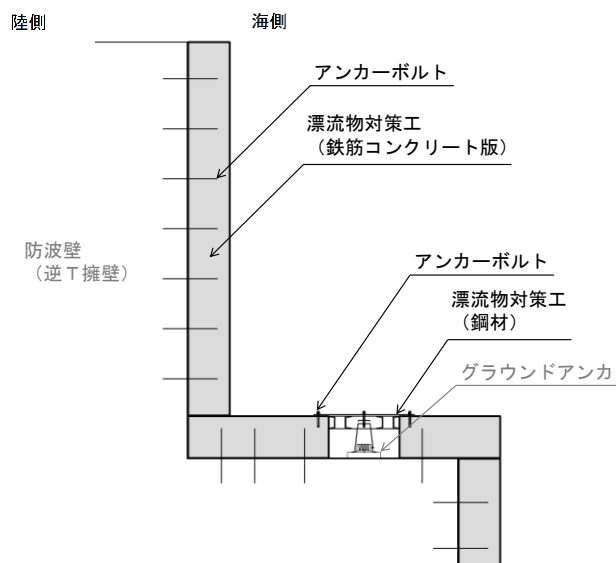 陸側
海側
アンカーボルト
漂流物対策工
（鉄筋コンクリート版）
防波壁
（逆Ｔ擁壁）
アンカーボルト
漂流物対策工
（鋼材）
グラウンドアンカ